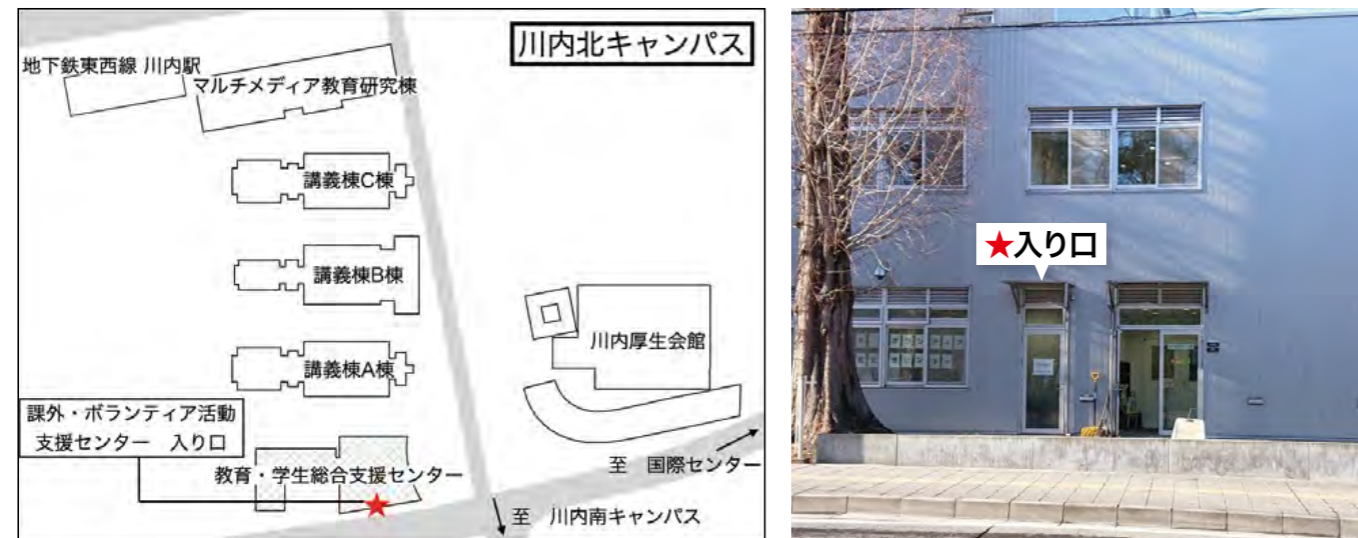 川内北キャンパス
地下鉄東西線 川内駅
マルチメディア教育研究棟
講義棟C棟
講義棟B棟
川内厚生会館
講義棟A棟
課外・ボランティア活動
支援センター 入り口
教育・学生総合支援センター
至 国際センター
至 川内南キャンパス
★入り口